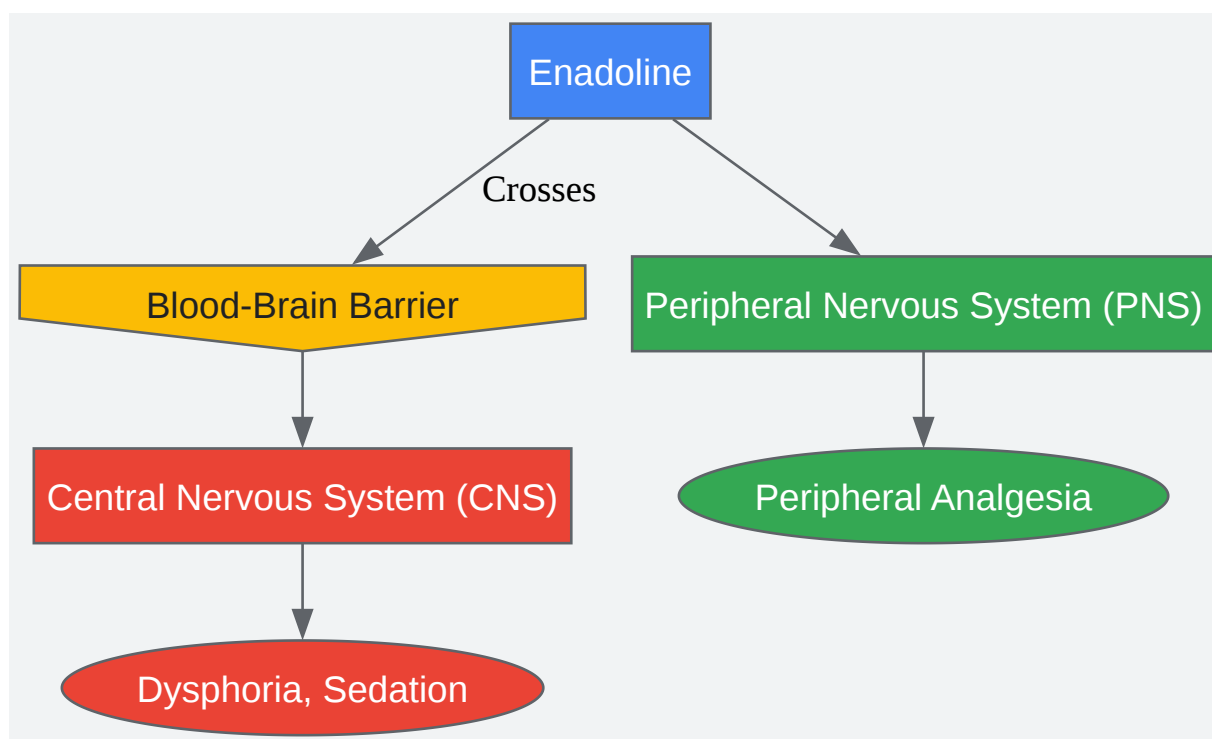 Enadoline
Crosses
Blood-Brain Barrier
Peripheral Nervous System (PNS)
Central Nervous System (CNS)
Peripheral Analgesia
Dysphoria, Sedation